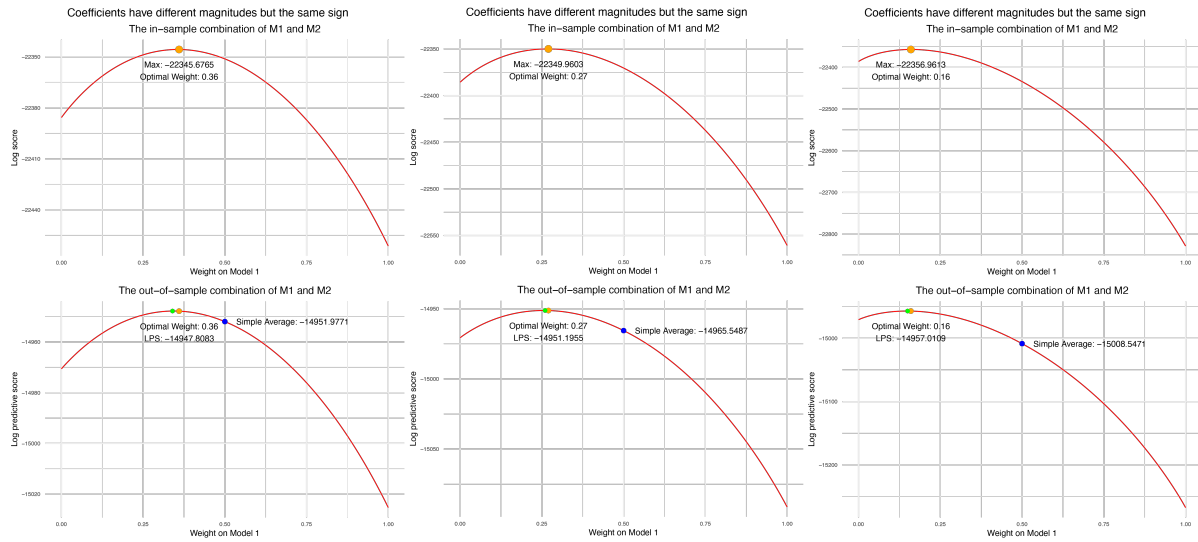 Coefficients have different magnitudes but the same sign
The in−sample combination of M1 and M2
−22350
−22380
−22410
−22440
Log socre
Max: −22345.6765
Optimal Weight: 0.36
0.00
0.25
0.50
0.75
1.00
Weight on Model 1
Coefficients have different magnitudes but the same sign
The in−sample combination of M1 and M2
−22350
−22400
−22450
−22500
−22550
Log socre
Max: −22349.9603
Optimal Weight: 0.27
0.00
0.25
0.50
0.75
1.00
Weight on Model 1
Coefficients have different magnitudes but the same sign
The in−sample combination of M1 and M2
−22400
−22500
−22600
−22700
−22800
Log socre
Max: −22356.9613
Optimal Weight: 0.16
0.00
0.25
0.50
0.75
1.00
Weight on Model 1
The out−of−sample combination of M1 and M2
−14960
−14980
−15000
−15020
Log predictive socre
Optimal Weight: 0.36
LPS: −14947.8083
Simple Average: −14951.9771
0.00
0.25
0.50
0.75
1.00
Weight on Model 1
The out−of−sample combination of M1 and M2
−14950
−15000
−15050
Log predictive socre
Optimal Weight: 0.27
LPS: −14951.1955
Simple Average: −14965.5487
0.00
0.25
0.50
0.75
1.00
Weight on Model 1
The out−of−sample combination of M1 and M2
−15000
−15100
−15200
Log predictive socre
Optimal Weight: 0.16
LPS: −14957.0109
Simple Average: −15008.5471
0.00
0.25
0.50
0.75
1.00
Weight on Model 1